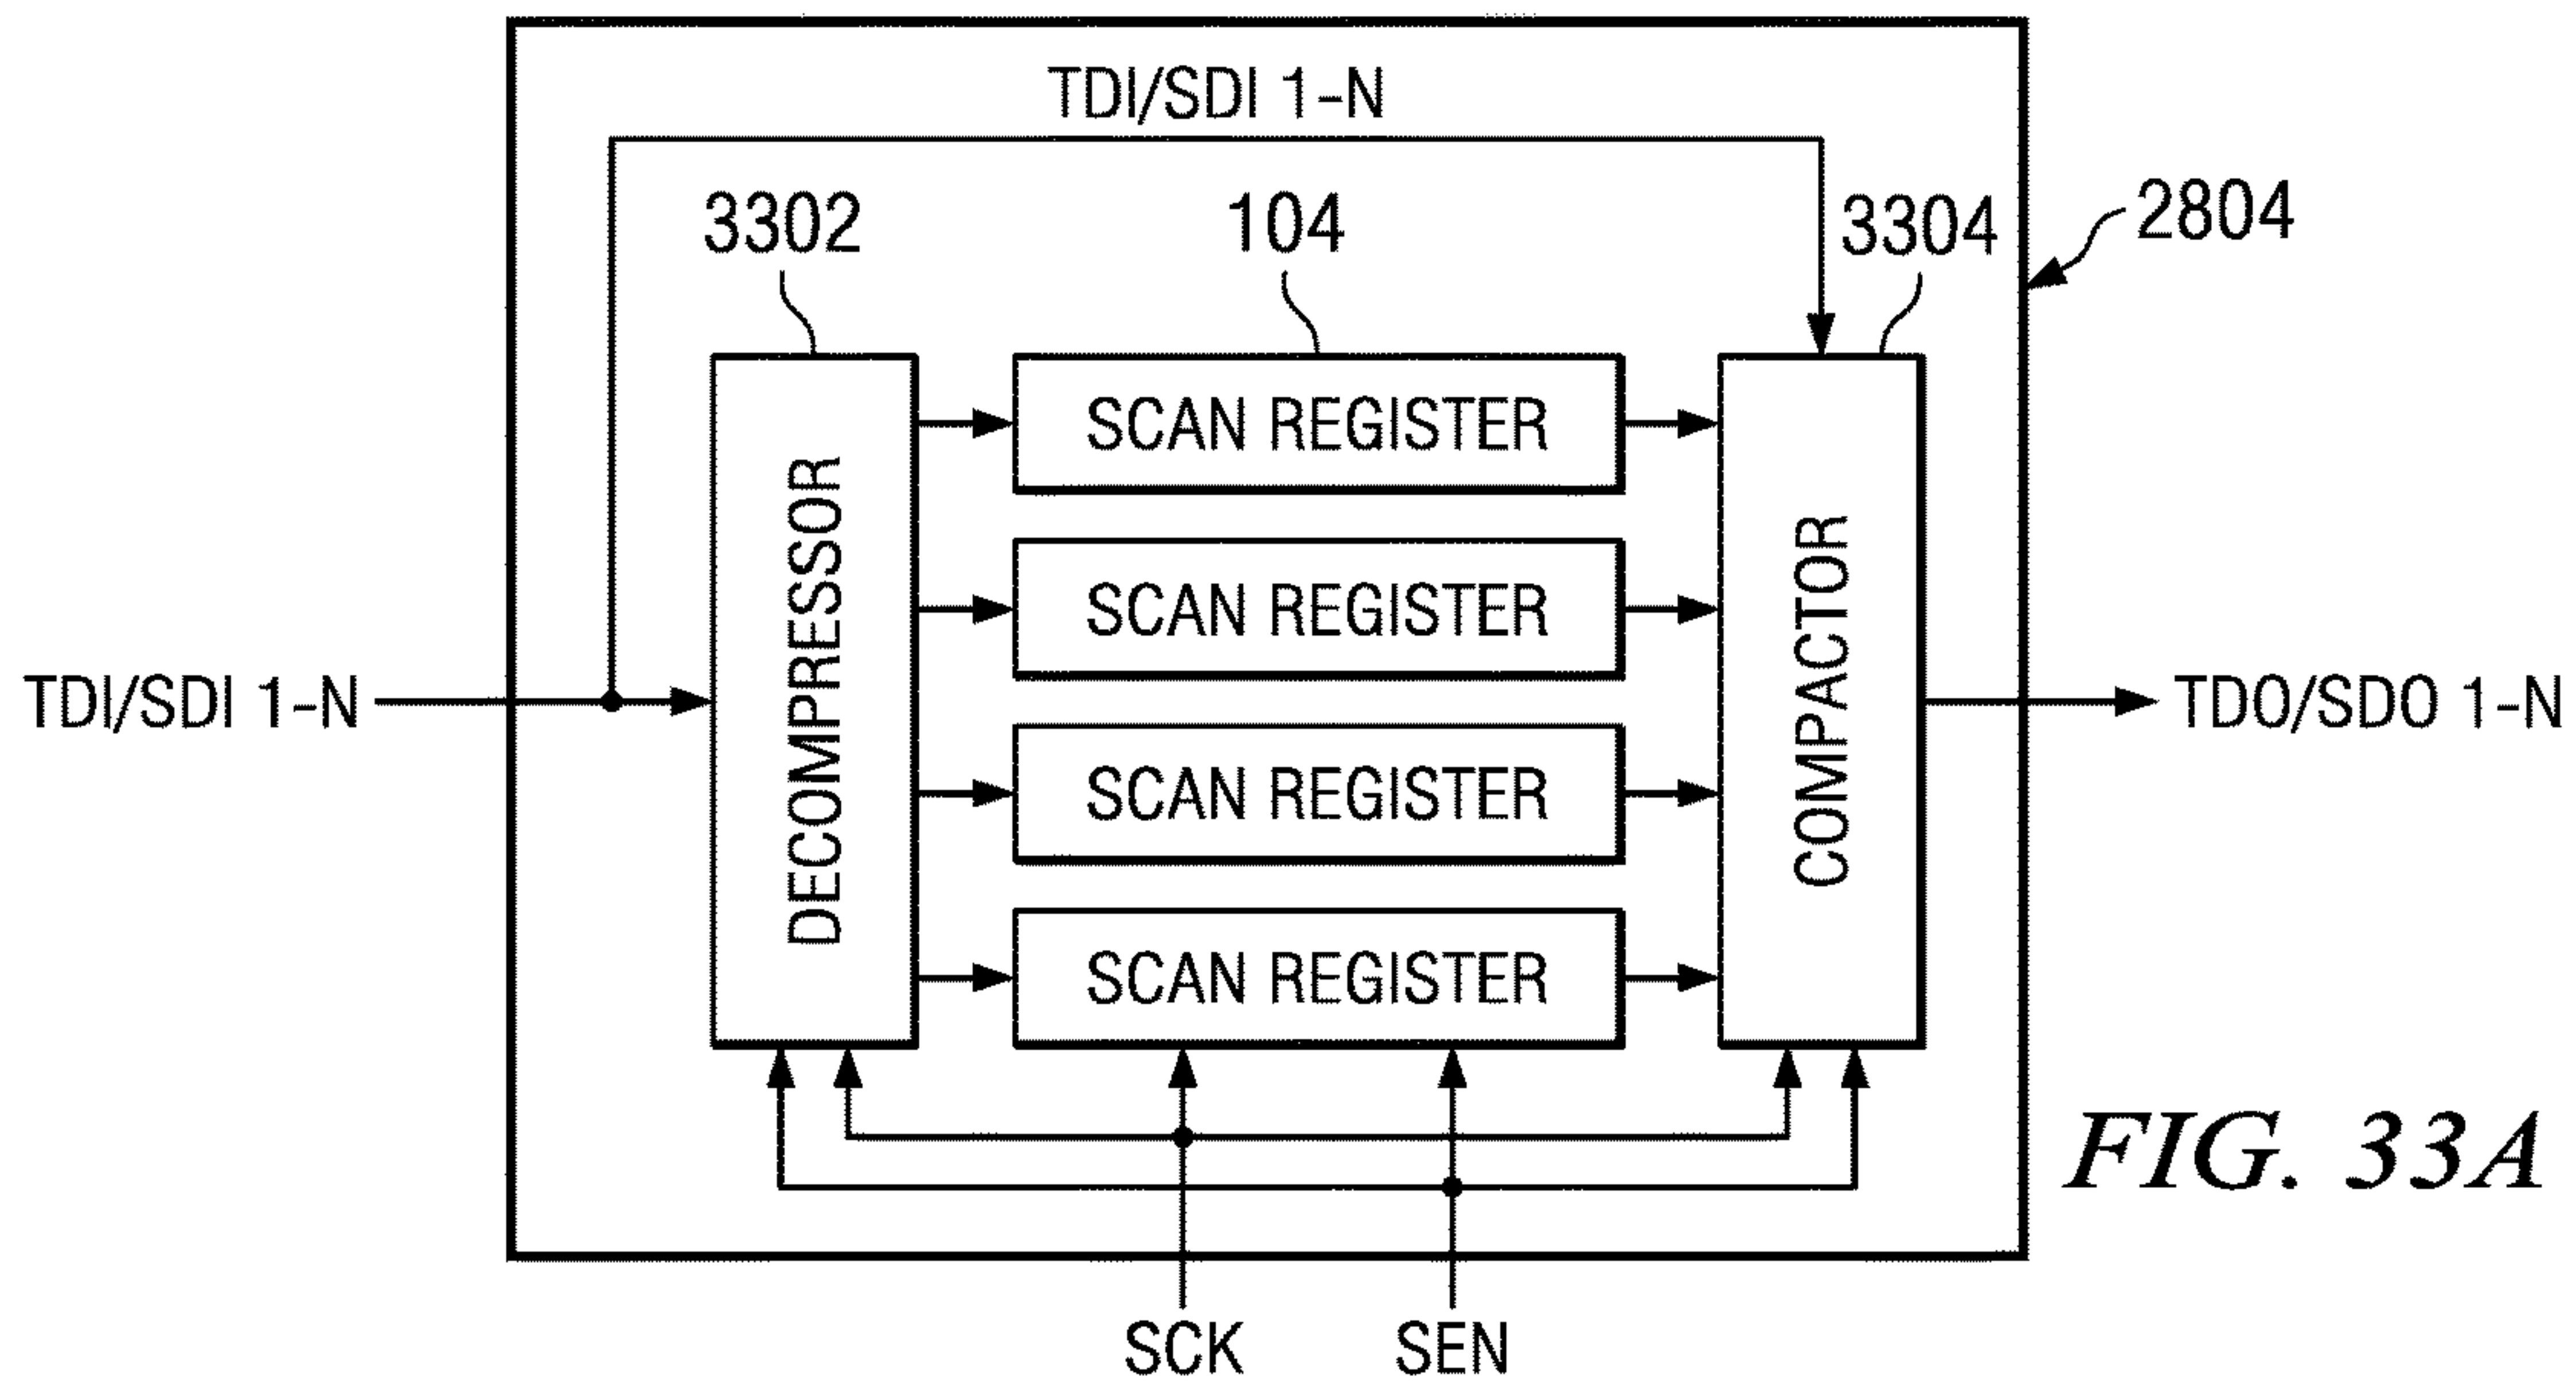 TDI/SDI 1-N
3302
104
3304
2804
SCAN REGISTER
SCAN REGISTER
SCAN REGISTER
SCAN REGISTER
DECOMPRESSOR
COMPACTOR
TDI/SDI 1-N
TDO/SDO 1-N
FIG. 33A
SCK
SEN